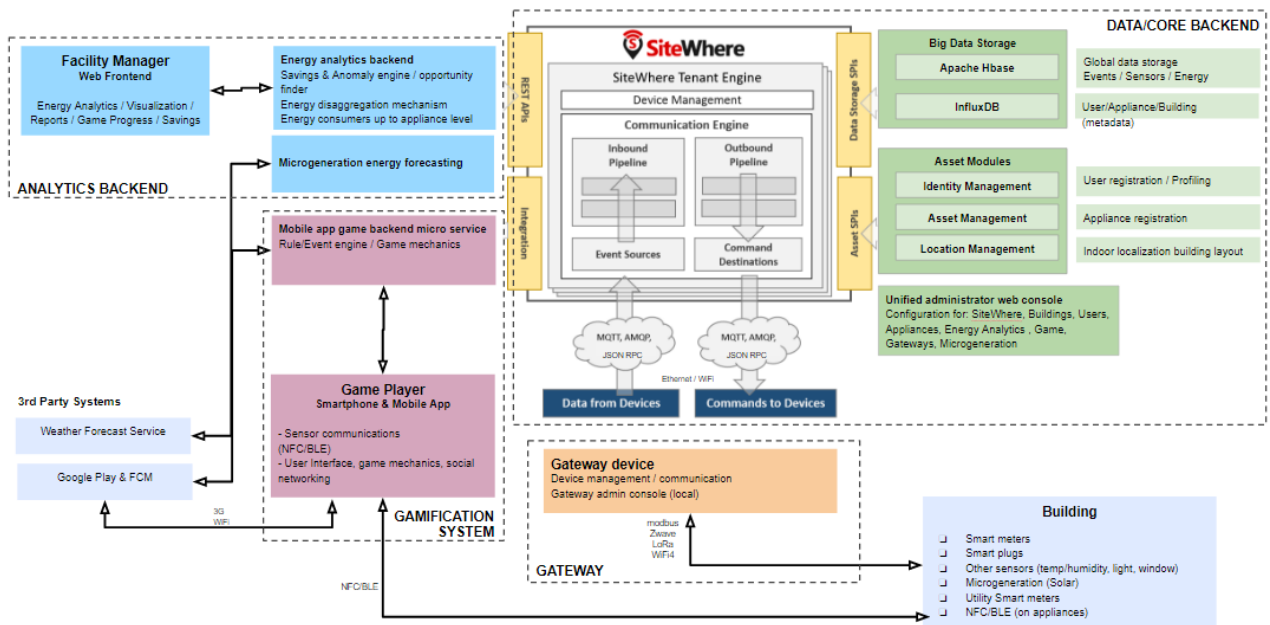 DATA/CORE BACKEND
SiteWhere
Facility Manager
Web Frontend
Energy Analytics / Visualization /
Reports / Game Progress / Savings
Energy analytics backend
Savings & Anomaly engine / opportunity
finder
Energy disaggregation mechanism
Energy consumers up to appliance level
Microgeneration energy forecasting
ANALYTICS BACKEND
REST APIs
Integration
SiteWhere Tenant Engine
Device Management
Communication Engine
Inbound
Pipeline
Outbound
Pipeline
Event Sources
Command
Destinations
Data Storage SPIs
Asset SPIs
Big Data Storage
Apache Hbase
InfluxDB
Global data storage
Events / Sensors / Energy
User/Appliance/Building
(metadata)
Asset Modules
Identity Management
Asset Management
Location Management
User registration / Profiling
Appliance registration
Indoor localization building layout
Unified administrator web console
Configuration for: SiteWhere, Buildings, Users,
Appliances, Energy Analytics , Game,
Gateways, Microgeneration
MQTT, AMQP,
JSON RPC
MQTT, AMQP,
JSON RPC
Ethernet / WiFi
Data from Devices
Commands to Devices
Mobile app game backend micro service
Rule/Event engine / Game mechanics
Game Player
Smartphone & Mobile App
- Sensor communications
(NFC/BLE)
- User Interface, game mechanics, social
networking
GAMIFICATION
SYSTEM
3rd Party Systems
Weather Forecast Service
Google Play & FCM
3G
WiFi
NFC/BLE
Gateway device
Device management / communication
Gateway admin console (local)
modbus
Zwave
LoRa
WiFi4
GATEWAY
Building
❑ Smart meters
❑ Smart plugs
❑ Other sensors (temp/humidity, light, window)
❑ Microgeneration (Solar)
❑ Utility Smart meters
❑ NFC/BLE (on appliances)